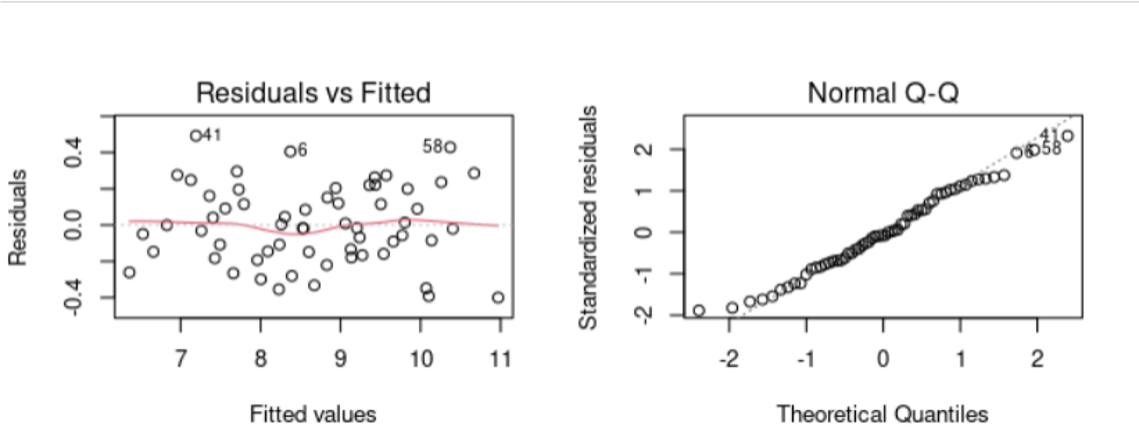 Residuals vs Fitted
Residuals
0.4
0.0
-0.4
41
6
58
7 8 9 10 11
Fitted values
Normal Q-Q
Standardized residuals
2
1
0
-1
-2
41
6
58
-2 -1 0 1 2
Theoretical Quantiles